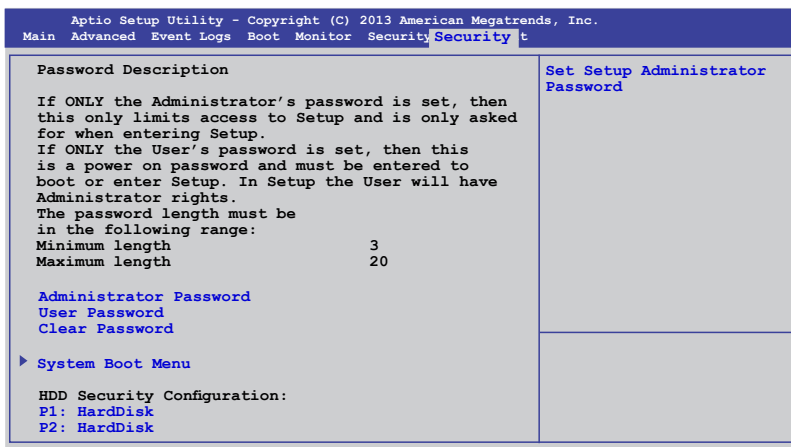 Aptio Setup Utility - Copyright (C) 2013 American Megatrends, Inc.
Main Advanced Event Logs Boot Monitor Security Security t
Password Description
If ONLY the Administrator's password is set, then
this only limits access to Setup and is only asked
for when entering Setup.
If ONLY the User's password is set, then this
is a power on password and must be entered to
boot or enter Setup. In Setup the User will have
Administrator rights.
The password length must be
in the following range:
Minimum length 3
Maximum length 20
Administrator Password
User Password
Clear Password
System Boot Menu
HDD Security Configuration:
P1: HardDisk
P2: HardDisk
Set Setup Administrator
Password